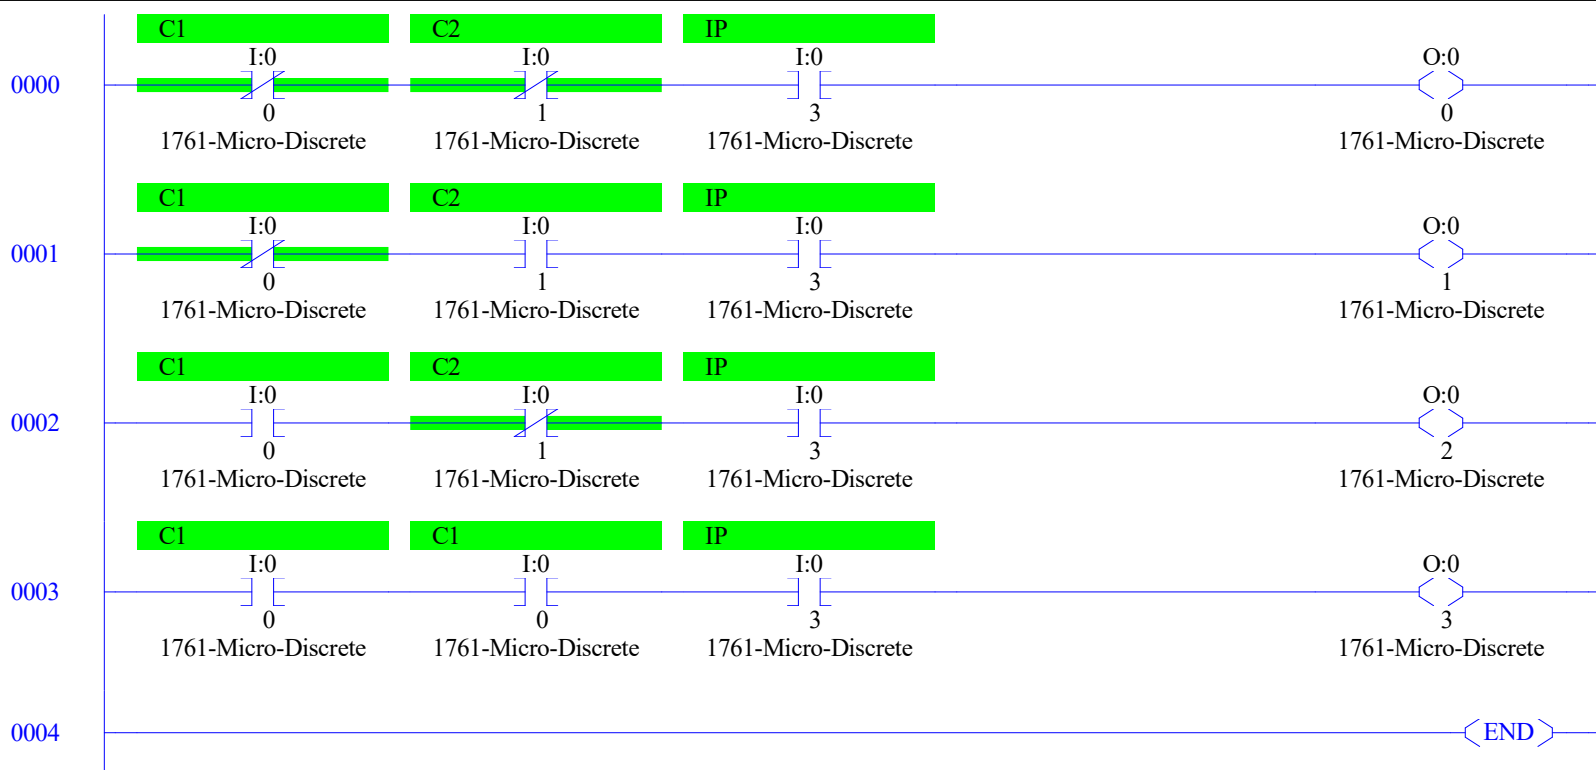 C1 C2 IP
I:0 I:0 I:0 O:0
0000
0 1 3 0
1761-Micro-Discrete 1761-Micro-Discrete 1761-Micro-Discrete 1761-Micro-Discrete
C1 C2 IP
I:0 I:0 I:0 O:0
0001
0 1 3 1
1761-Micro-Discrete 1761-Micro-Discrete 1761-Micro-Discrete 1761-Micro-Discrete
C1 C2 IP
I:0 I:0 I:0 O:0
0002
0 1 3 2
1761-Micro-Discrete 1761-Micro-Discrete 1761-Micro-Discrete 1761-Micro-Discrete
C1 C1 IP
I:0 I:0 I:0 O:0
0003
0 0 3 3
1761-Micro-Discrete 1761-Micro-Discrete 1761-Micro-Discrete 1761-Micro-Discrete
0004 END